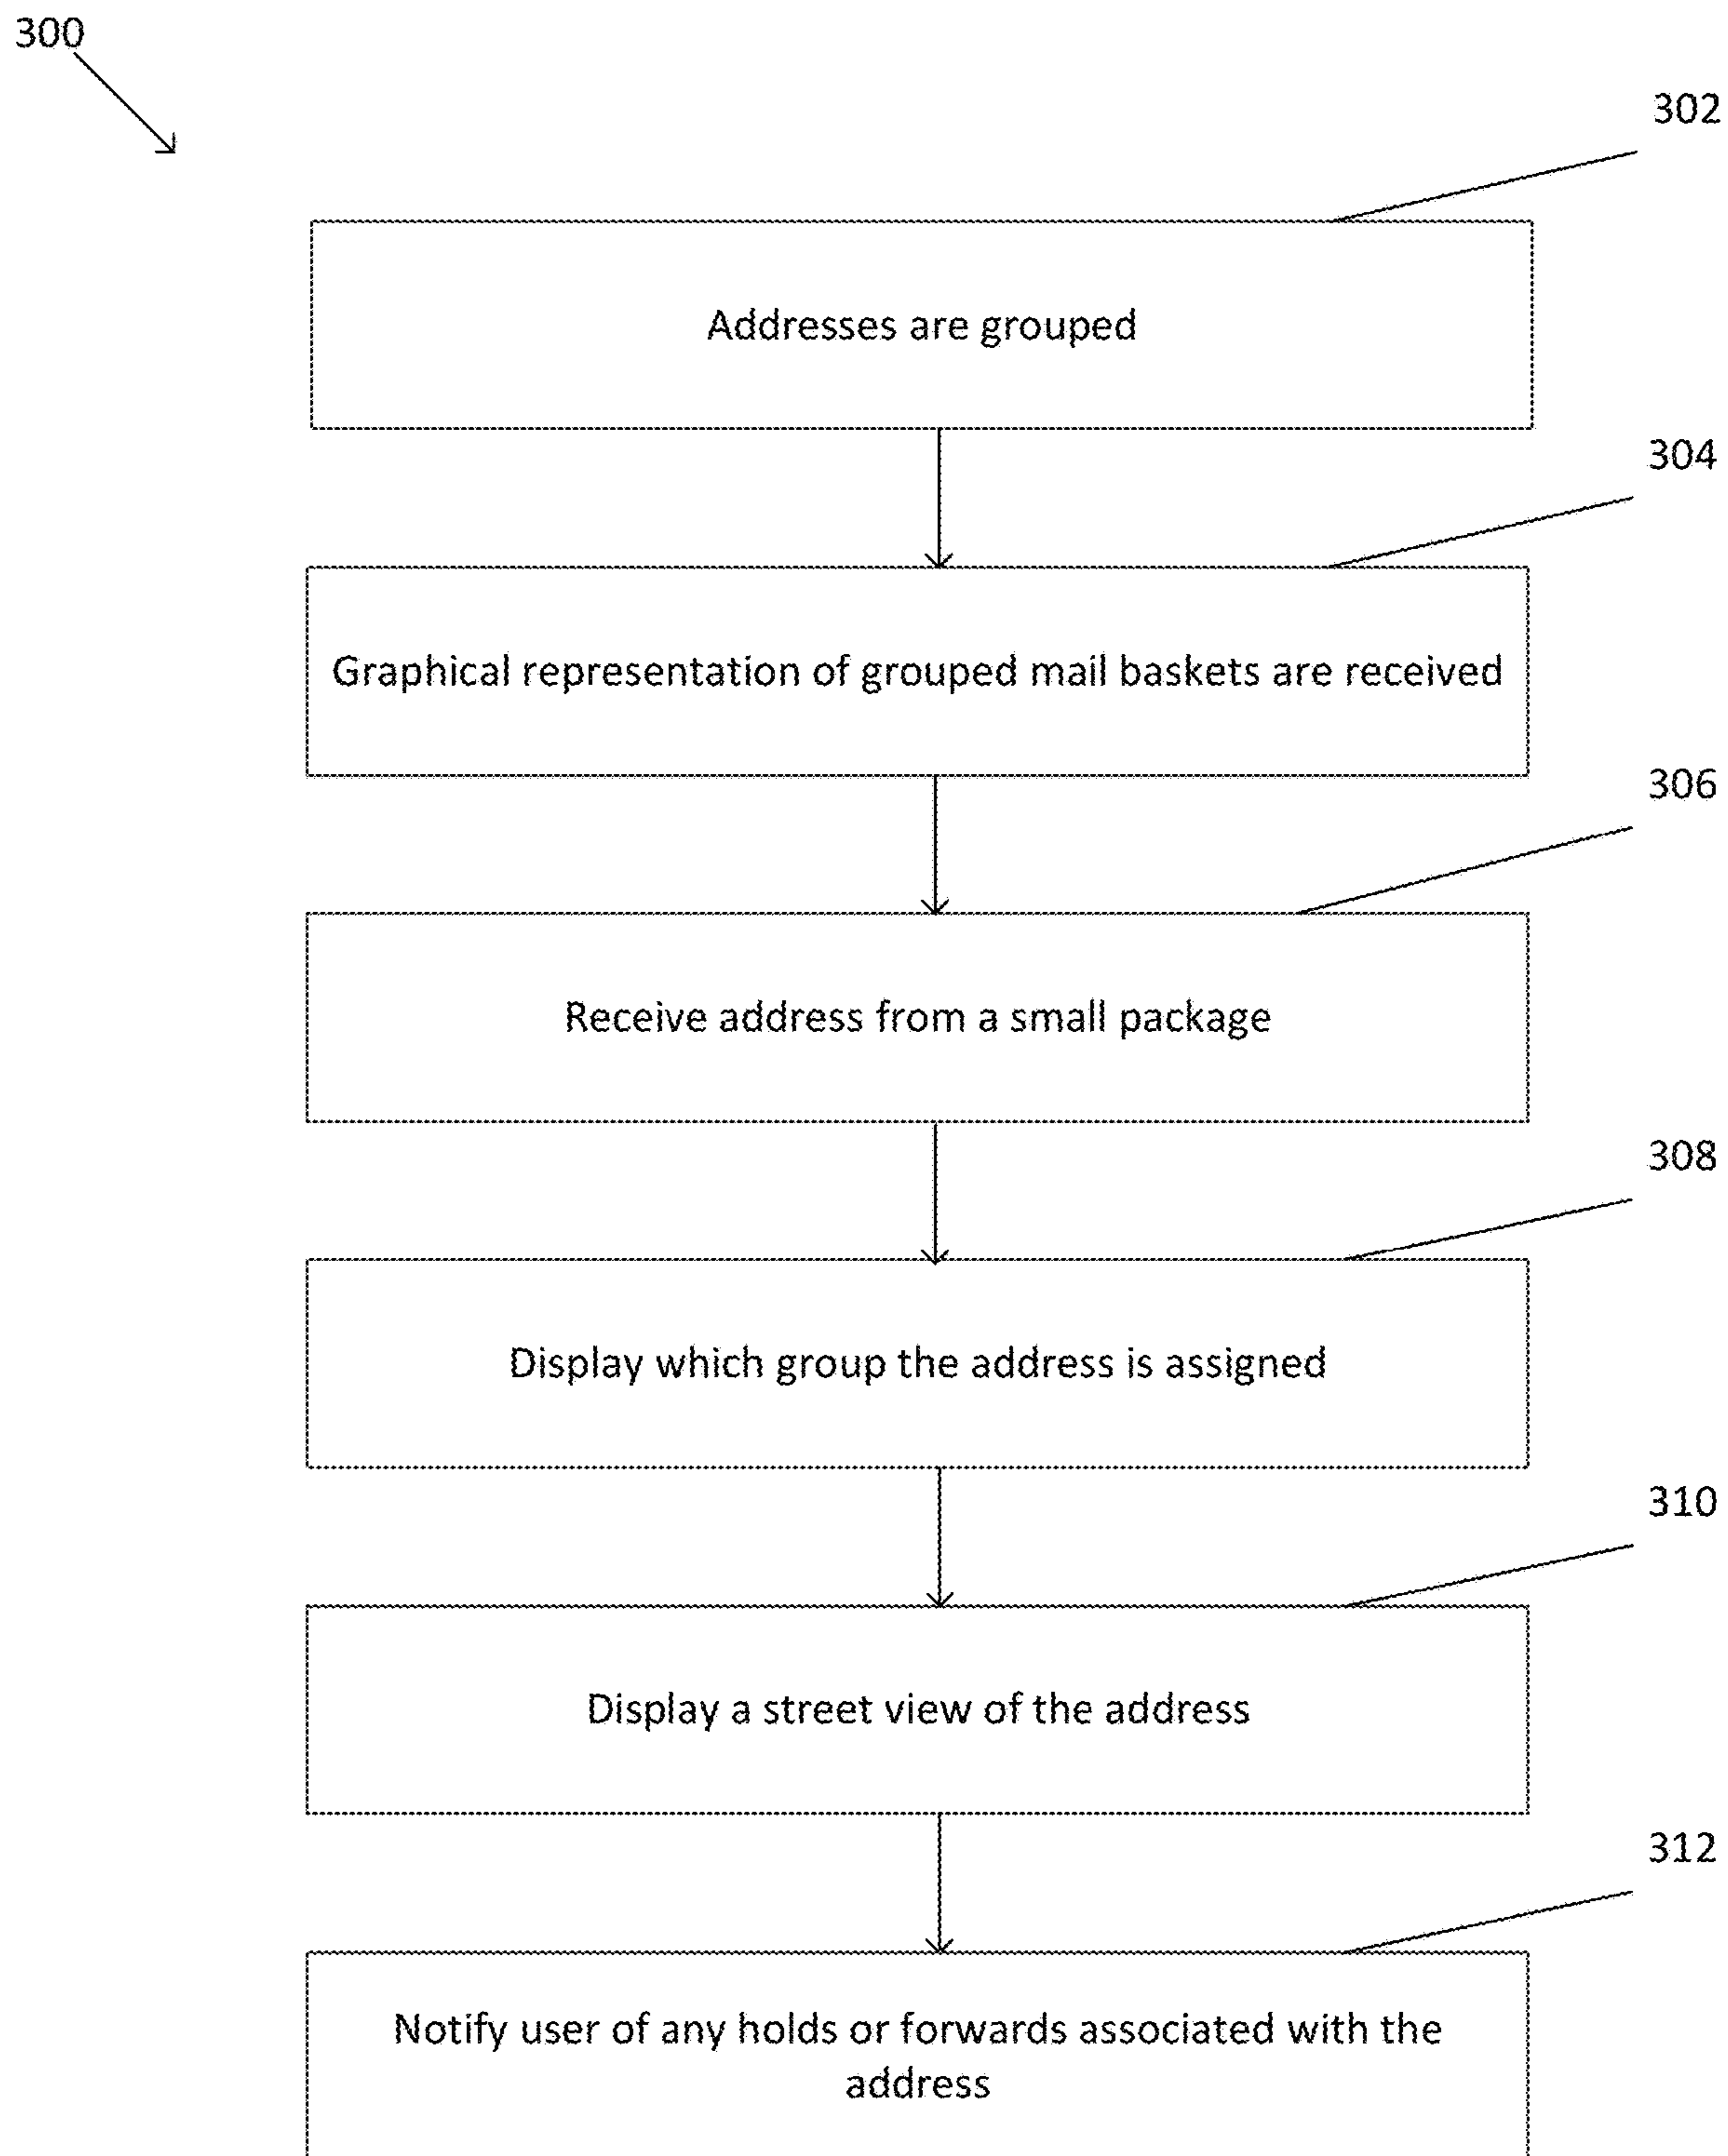 300
302
Addresses are grouped
304
Graphical representation of grouped mail baskets are received
306
Receive address from a small package
308
Display which group the address is assigned
310
Display a street view of the address
312
Notify user of any holds or forwards associated with the
address